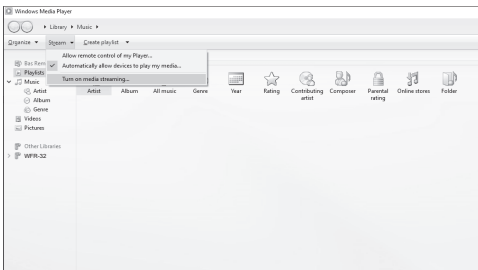 Windows Media Player
Library Music
Organize Stream Create playlist
Allow remote control of my Player...
Automatically allow devices to play my media...
Turn on media streaming...
Bas
Playlists
Music
Artist
Album
Genre
Videos
Pictures
Other Libraries
WFR-32
Artist
Album
All music
Genre
Year
Rating
Contributing
artist
Composer
Parental
rating
Online stores
Folder